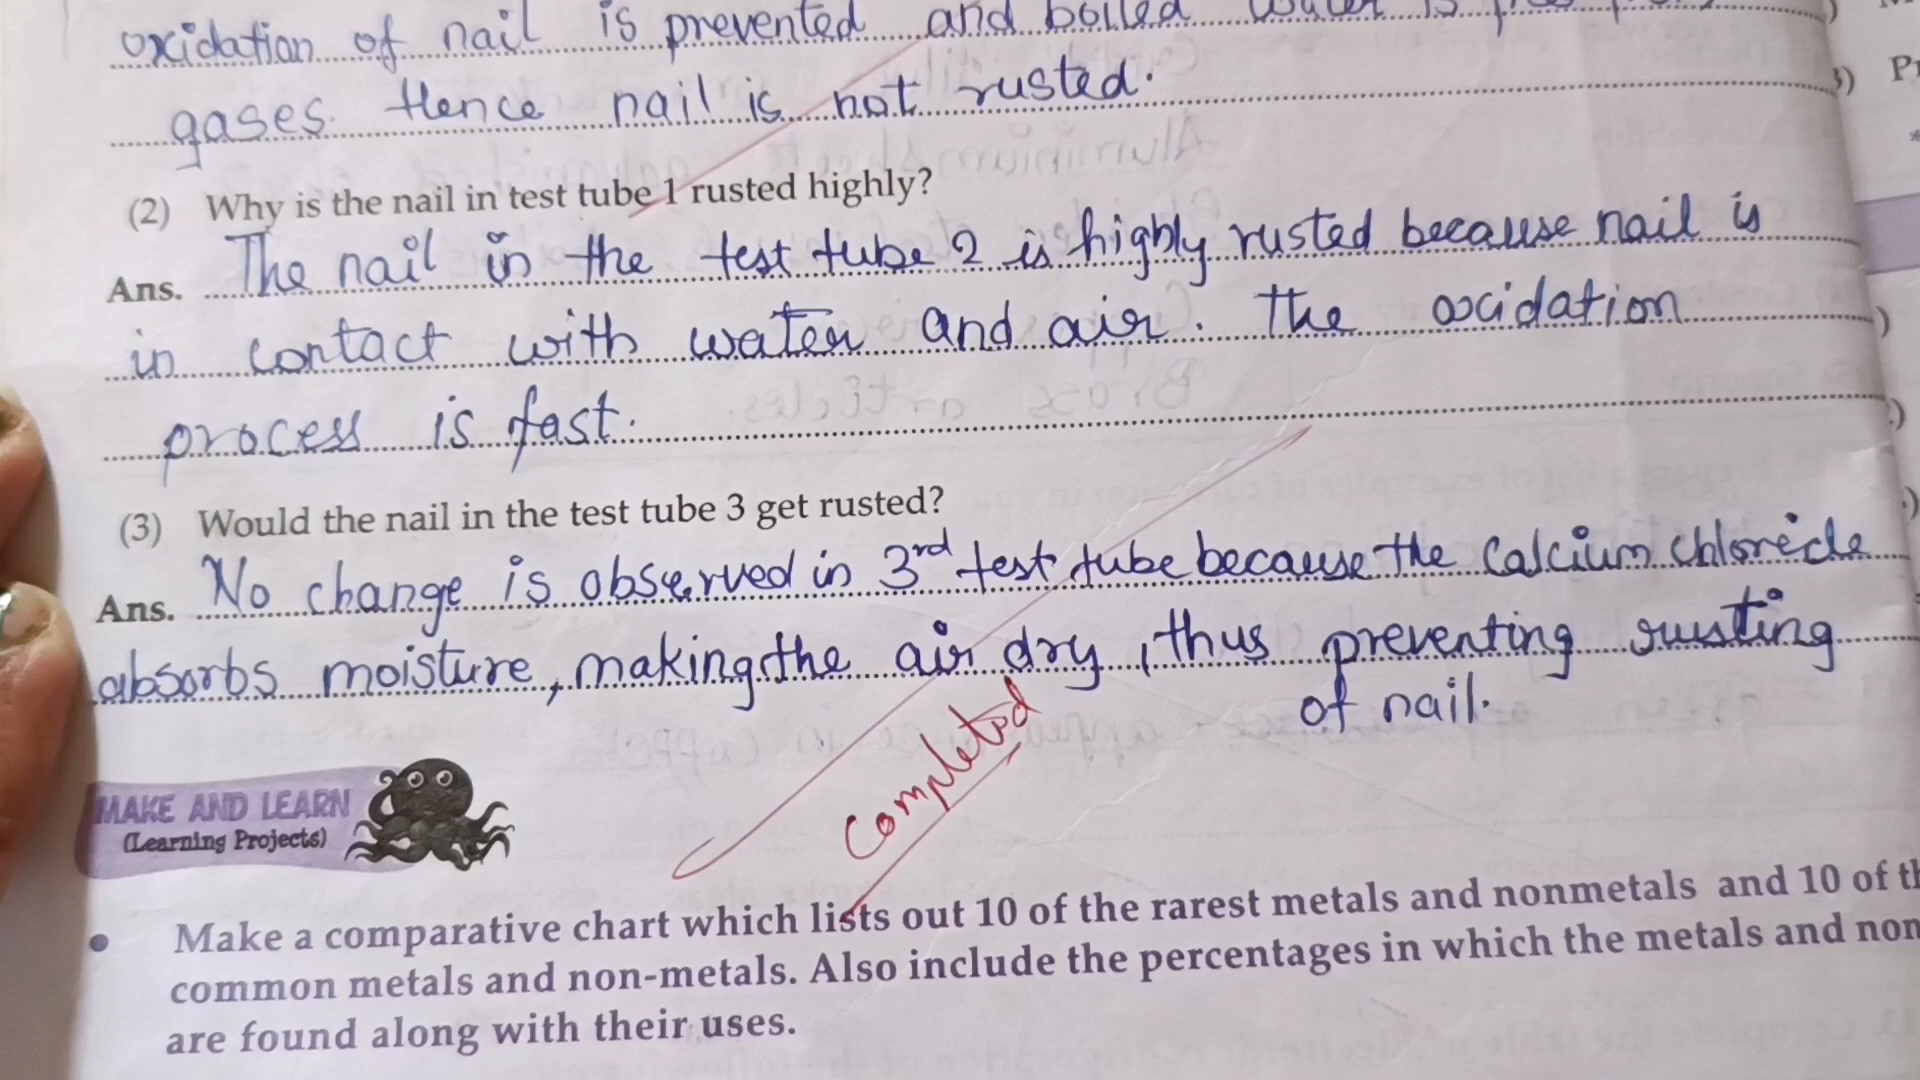 oxidation of nail is prevented and boiled water is
gases. Hence nail is not rusted.
(2) Why is the nail in test tube 1 rusted highly?
Ans. The nail in the test tube 2 is highly rusted because nail is
in contact with water and air. The oxidation
process is fast.
(3) Would the nail in the test tube 3 get rusted?
Ans. No change is observed in 3rd test tube because the Calcium chloride
absorbs moisture, making the air dry, thus preventing rusting
of nail.
Completed
MAKE AND LEARN
(Learning Projects)
• Make a comparative chart which lists out 10 of the rarest metals and nonmetals and 10 of th
common metals and non-metals. Also include the percentages in which the metals and non
are found along with their uses.